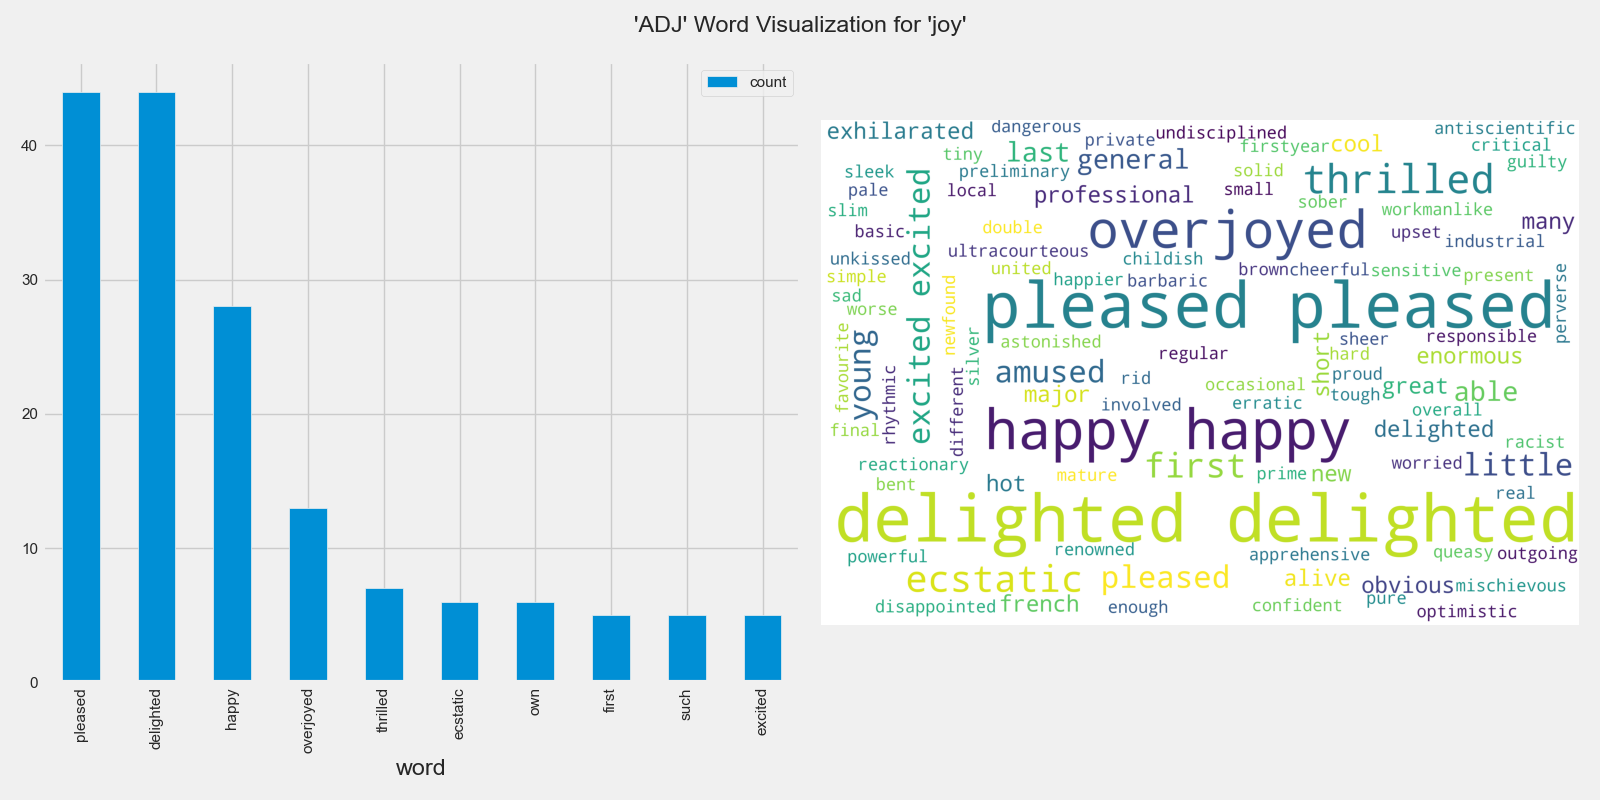 'ADJ' Word Visualization for 'joy'
count
40
30
20
10
0
pleased
delighted
happy
overjoyed
thrilled
ecstatic
own
first
such
excited
word
exhilarated
dangerous
private
undisciplined
antiscientific
tiny
last
general
firstyear
cool
critical
guilty
sleek
preliminary
solid
thrilled
pale
local
professional
small
sober
slim
workmanlike
many
basic
double
overjoyed
upset
industrial
unkissed
ultracourteous
childish
excited excited
simple
united
happier
barbaric
browncheerful
sensitive
present
perverse
sad
worse
newfound
pleased pleased
favourite
young
astonished
short
sheer
responsible
rhythmic
silver
regular
hard
enormous
different
amused
rid
occasional
proud
great
able
major
involved
erratic
tough
overall
final
happy happy
delighted
racist
reactionary
first
prime
new
worried
little
bent
hot
mature
real
delighted delighted
powerful
renowned
apprehensive
queasy
outgoing
ecstatic
pleased
alive
obvious
mischievous
disappointed
french
enough
confident
pure
optimistic